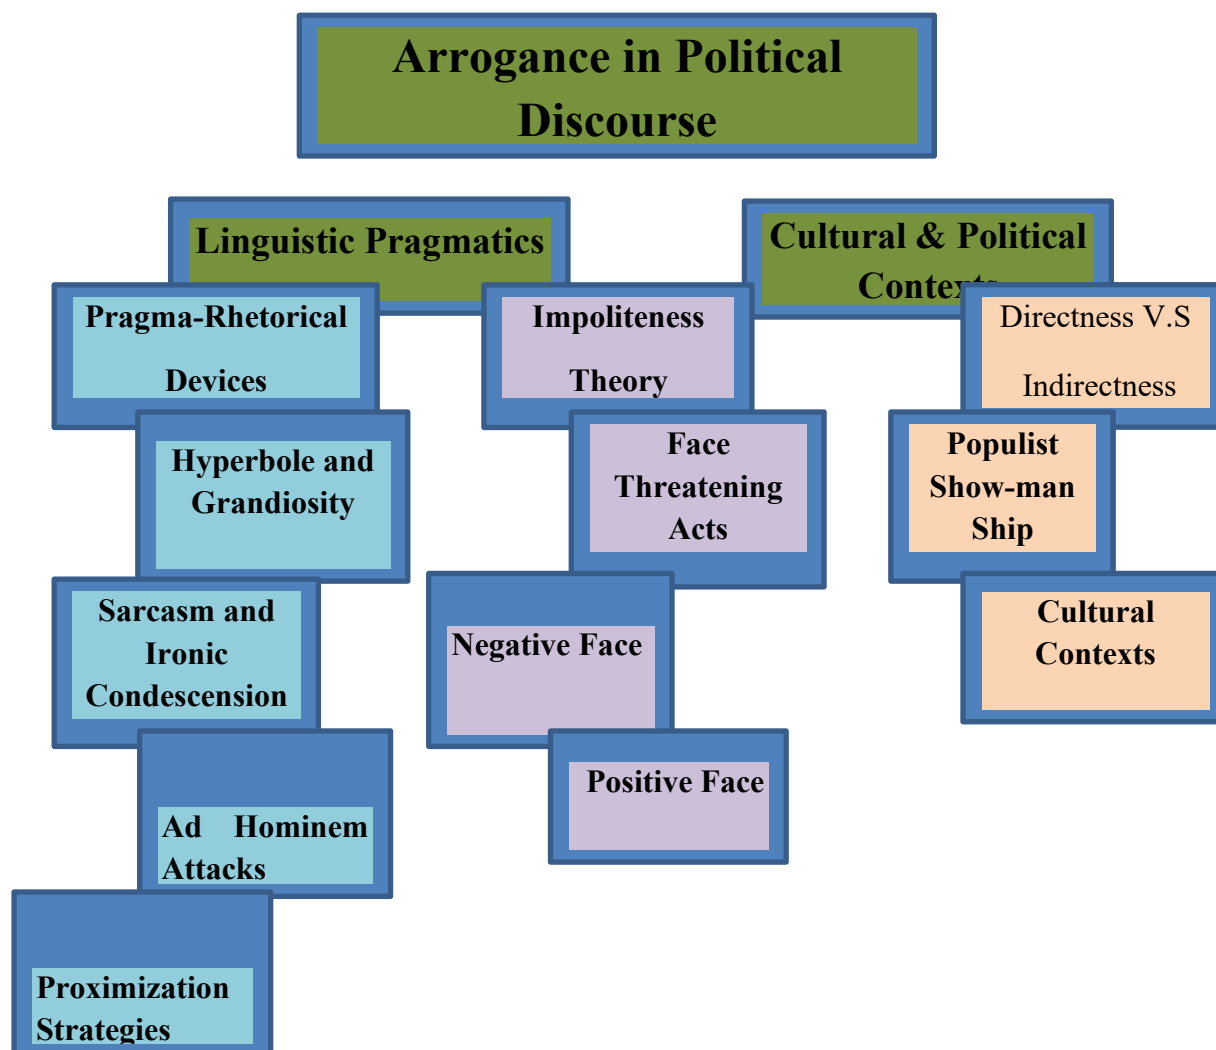 Arrogance in Political
Discourse
Linguistic Pragmatics
Cultural & Political
Contexts
Pragma-Rhetorical
Devices
Hyperbole and
Grandiosity
Sarcasm and
Ironic
Condescension
Ad Hominem
Attacks
Proximization
Strategies
Impoliteness
Theory
Face
Threatening
Acts
Negative Face
Positive Face
Directness V.S
Indirectness
Populist
Show-man
Ship
Cultural
Contexts